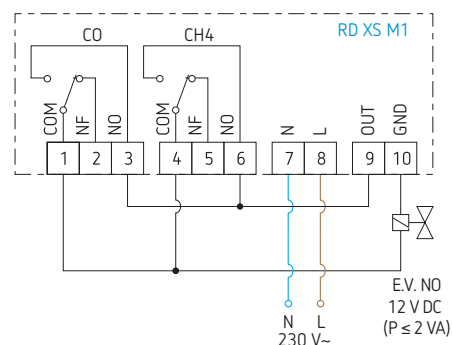 RD XS M1
CO
CH4
COM NF NO COM NF NO N L OUT GND
1 2 3 4 5 6 7 8 9 10
E.V. NO
12 V DC
(P ≤ 2 VA)
N L
230 V~